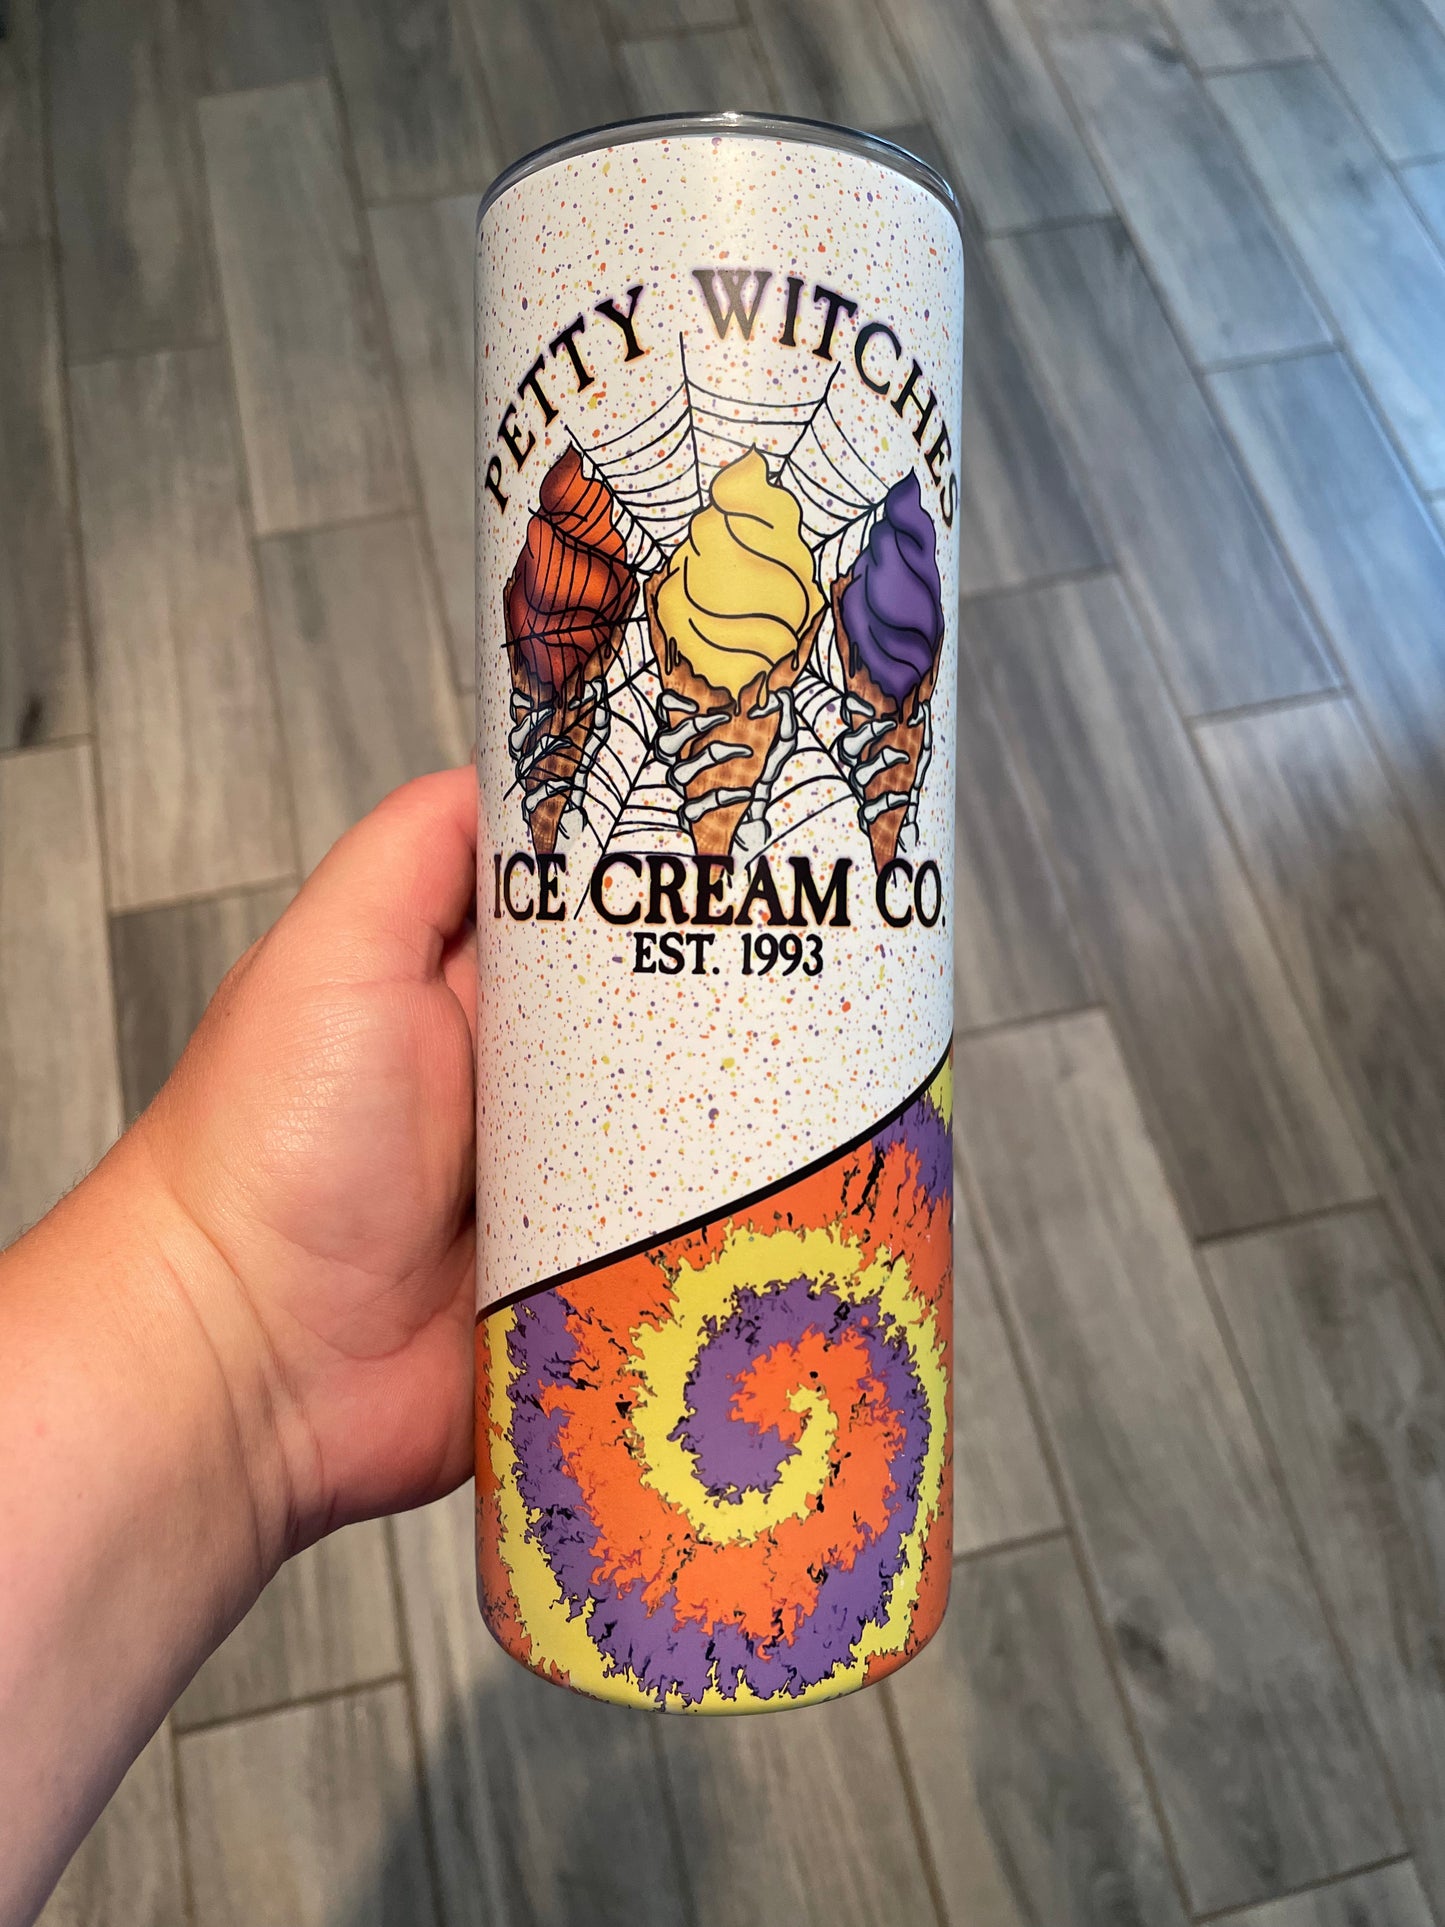 PETTY WITCHES
ICE CREAM CO.
EST. 1993